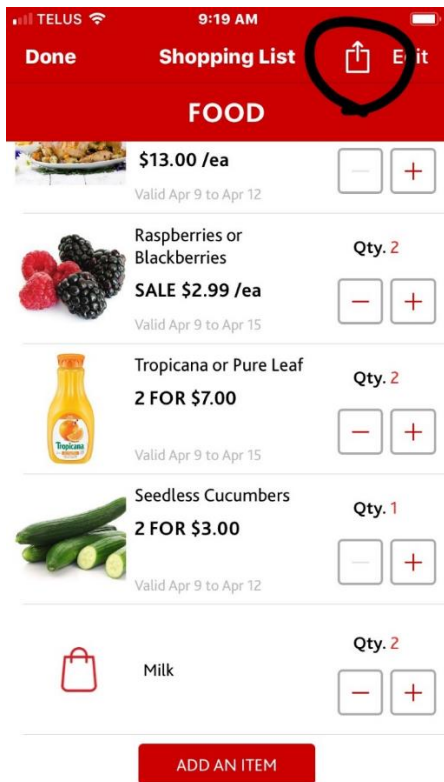 TELUS 9:19 AM
Done Shopping List Edit
FOOD
$13.00 /ea
Valid Apr 9 to Apr 12
Raspberries or
Blackberries
Qty. 2
SALE $2.99 /ea
Valid Apr 9 to Apr 15
Tropicana or Pure Leaf
Qty. 2
2 FOR $7.00
Tropicana
Valid Apr 9 to Apr 15
Seedless Cucumbers
Qty. 1
2 FOR $3.00
Valid Apr 9 to Apr 12
Qty. 2
Milk
ADD AN ITEM